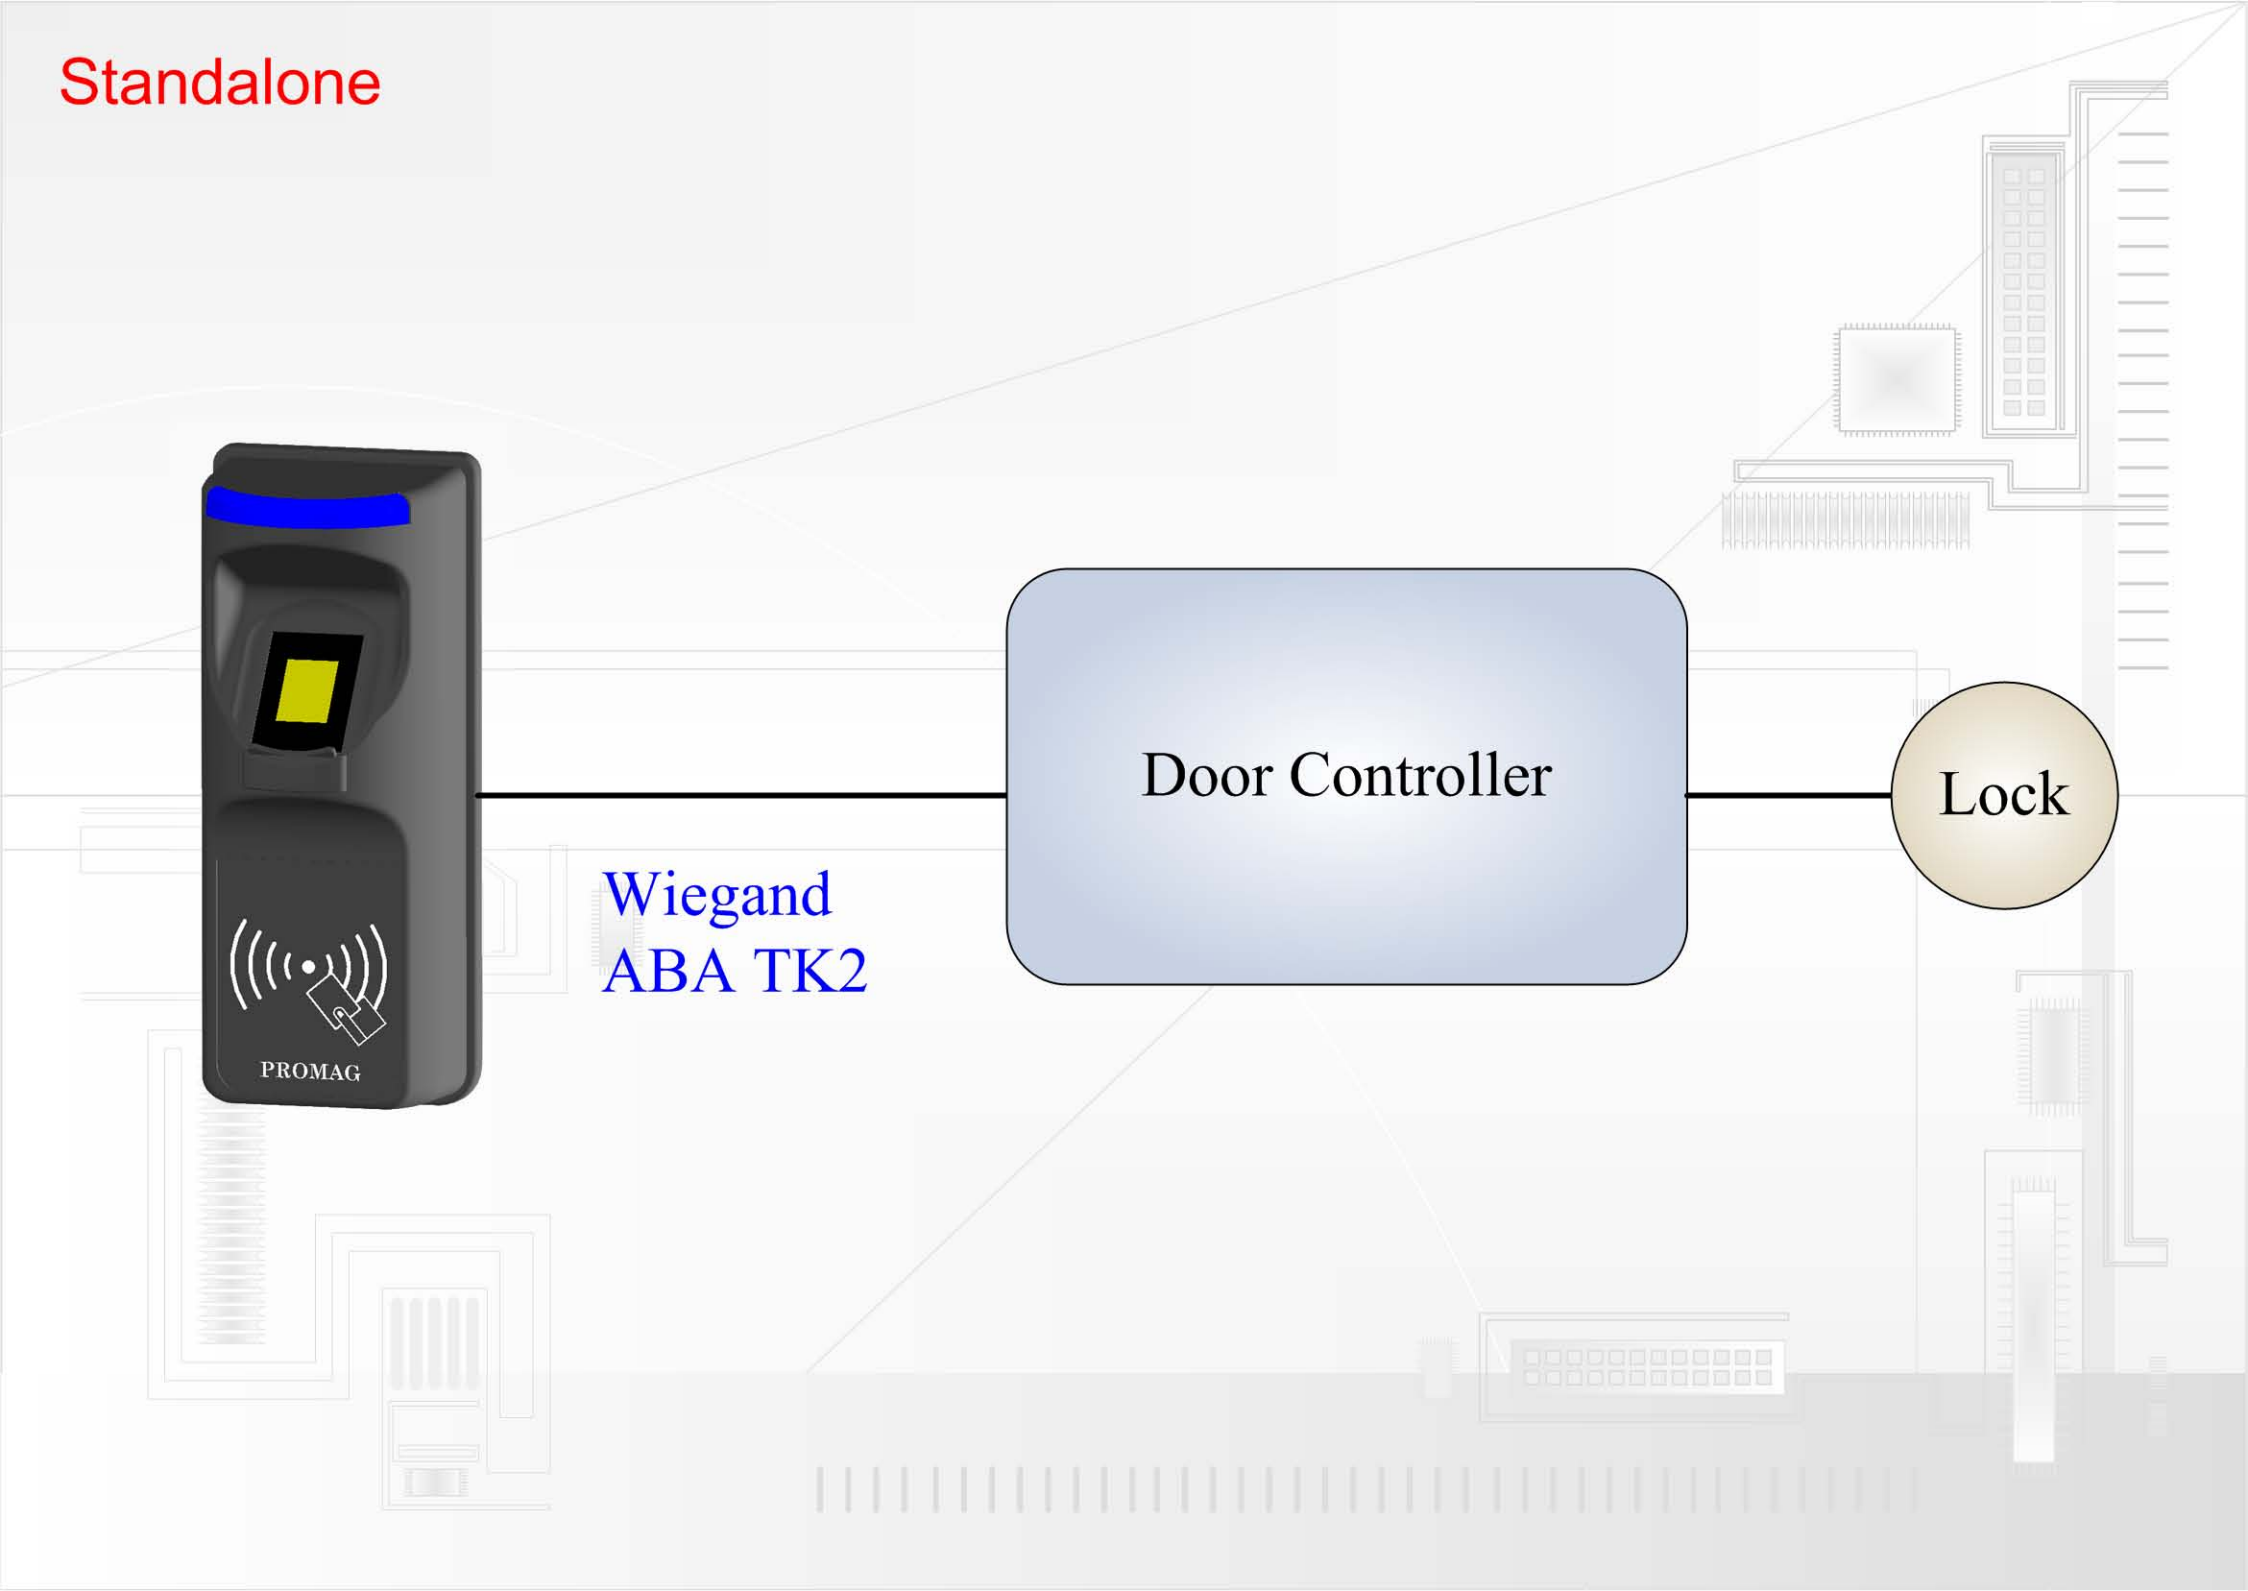 Standalone
Door Controller
Lock
Wiegand
ABA TK2
PROMAG